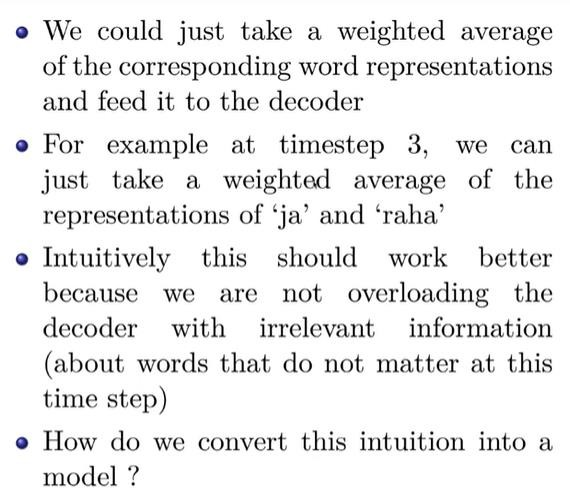 • We could just take a weighted average
of the corresponding word representations
and feed it to the decoder
• For example at timestep 3, we can
just take a weighted average of the
representations of ‘ja’ and ‘raha’
• Intuitively this should work better
because we are not overloading the
decoder with irrelevant information
(about words that do not matter at this
time step)
• How do we convert this intuition into a
model ?